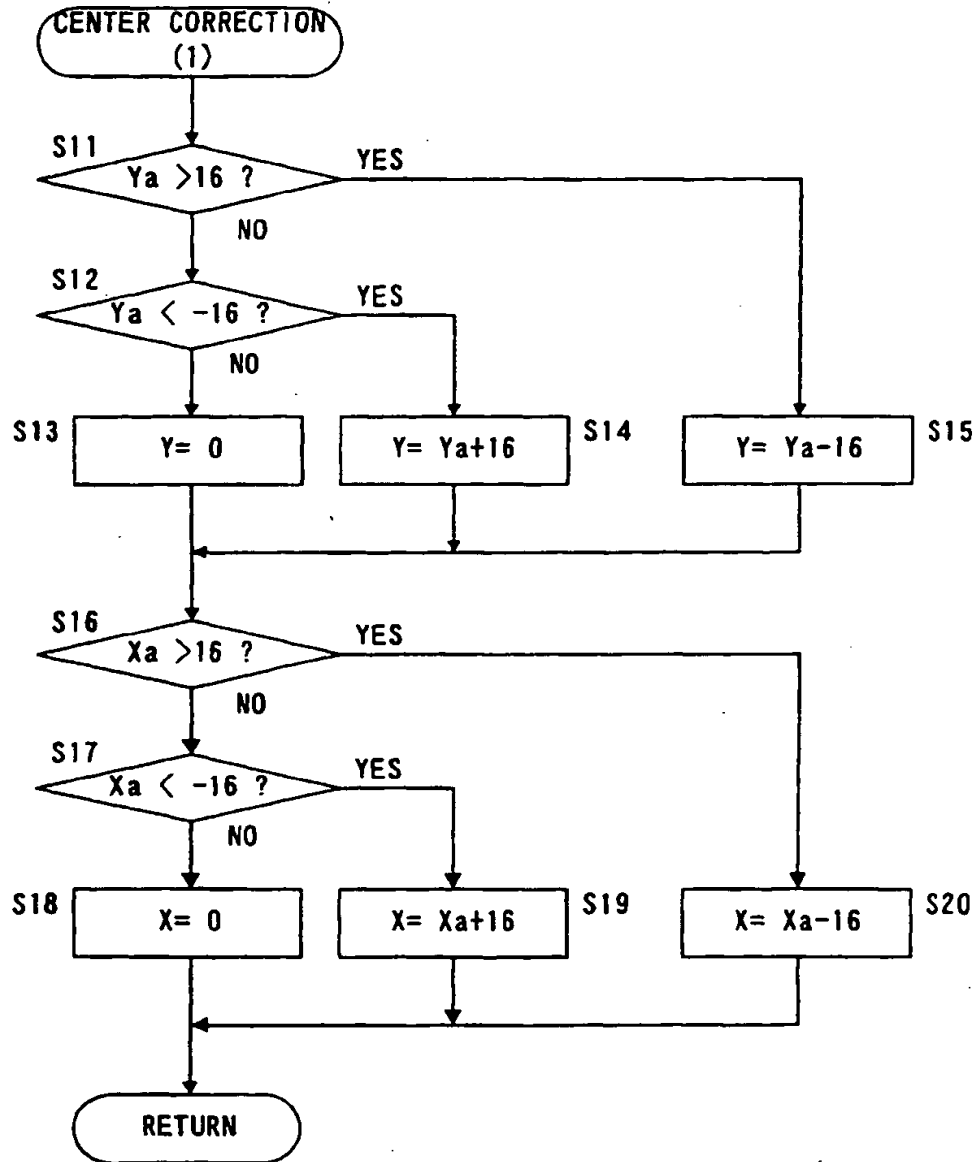 CENTER CORRECTION
(1)
S11
Ya >16 ?
YES
NO
S12
Ya < -16 ?
YES
NO
S13
Y= 0
Y= Ya+16
S14
Y= Ya-16
S15
S16
Xa >16 ?
YES
NO
S17
Xa < -16 ?
YES
NO
S18
X= 0
X= Xa+16
S19
X= Xa-16
S20
RETURN